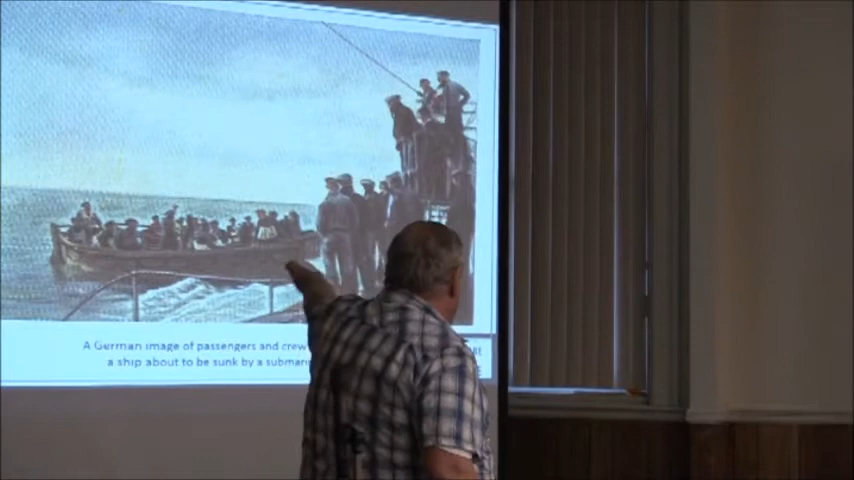 A German image of passengers and crew
a ship about to be sunk by a submar